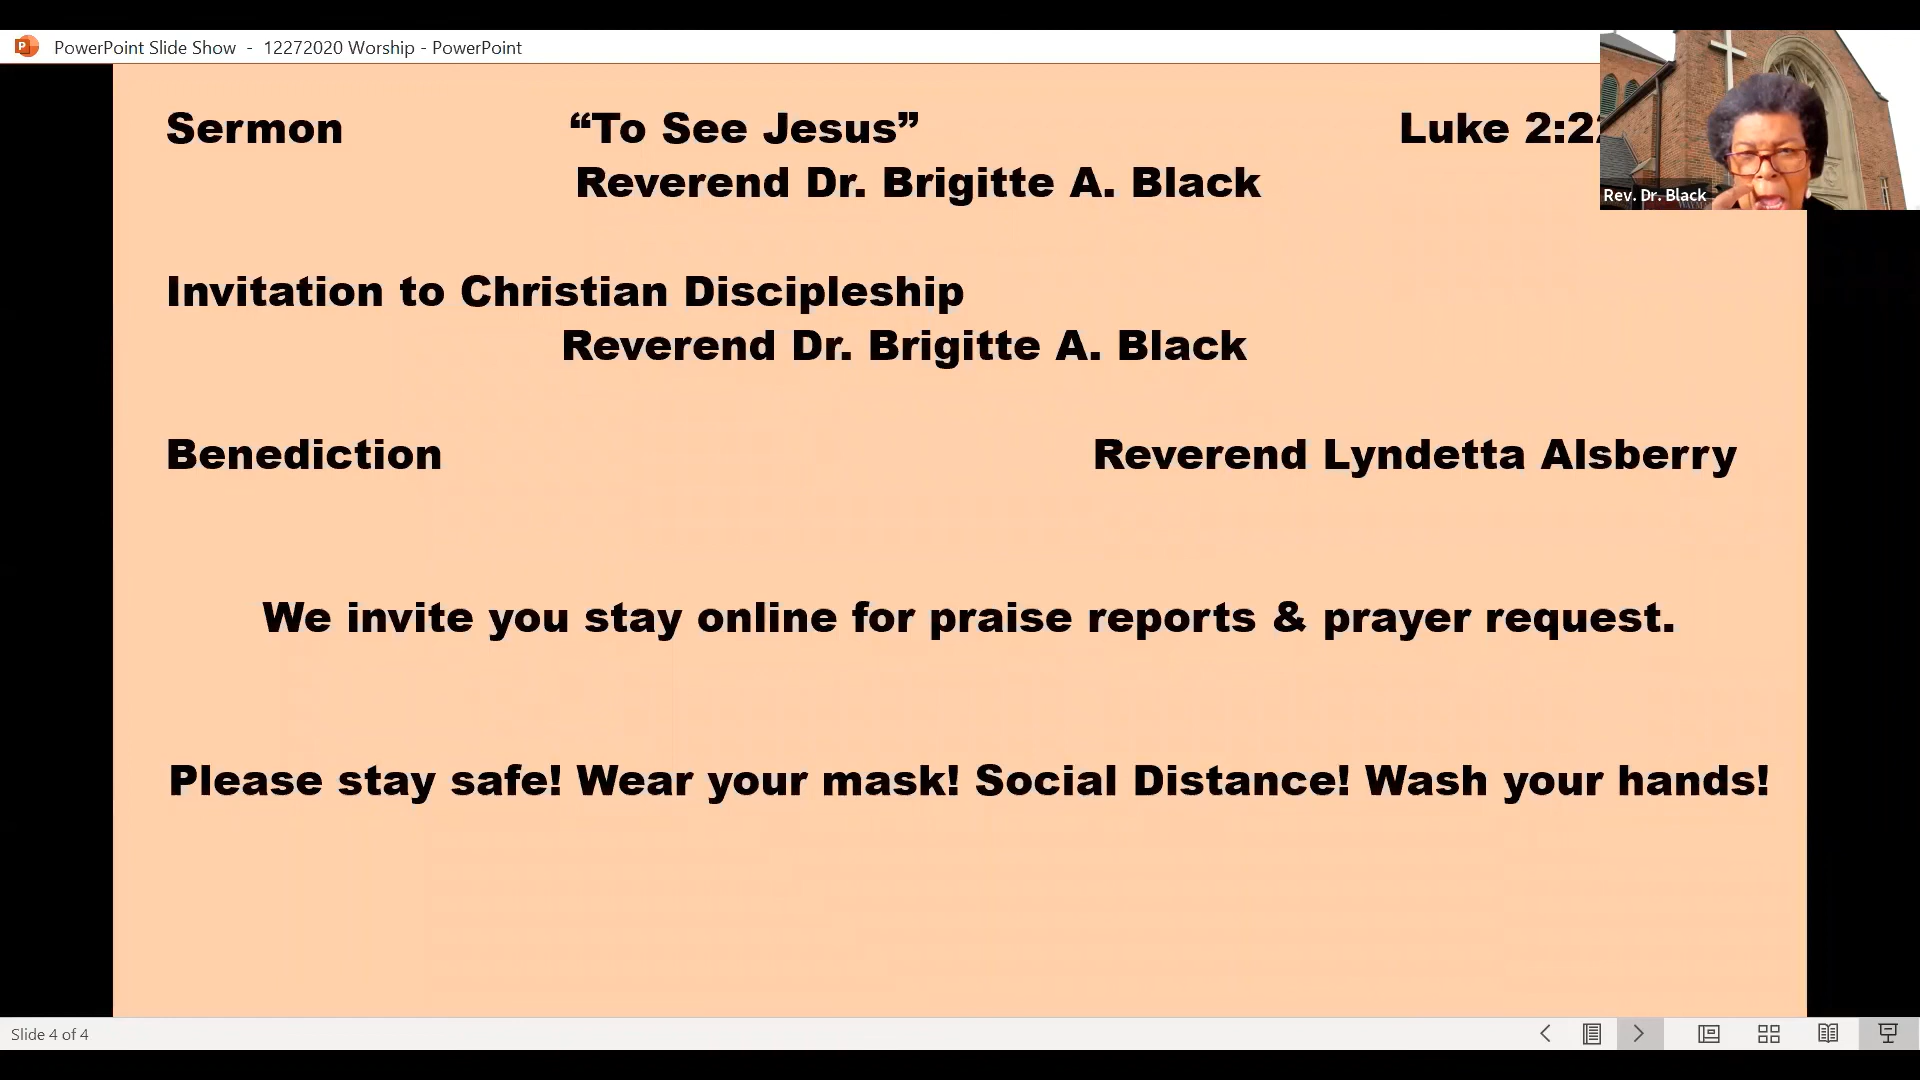 PowerPoint Slide Show - 12272020 Worship - PowerPoint
Sermon “To See Jesus” Luke
Reverend Dr. Brigitte A. Black
Rev. Dr. Black
Invitation to Christian Discipleship
Reverend Dr. Brigitte A. Black
Benediction Reverend Lyndetta Alsberry
We invite you stay online for praise reports & prayer request.
Please stay safe! Wear your mask! Social Distance! Wash your hands!
Slide 4 of 4